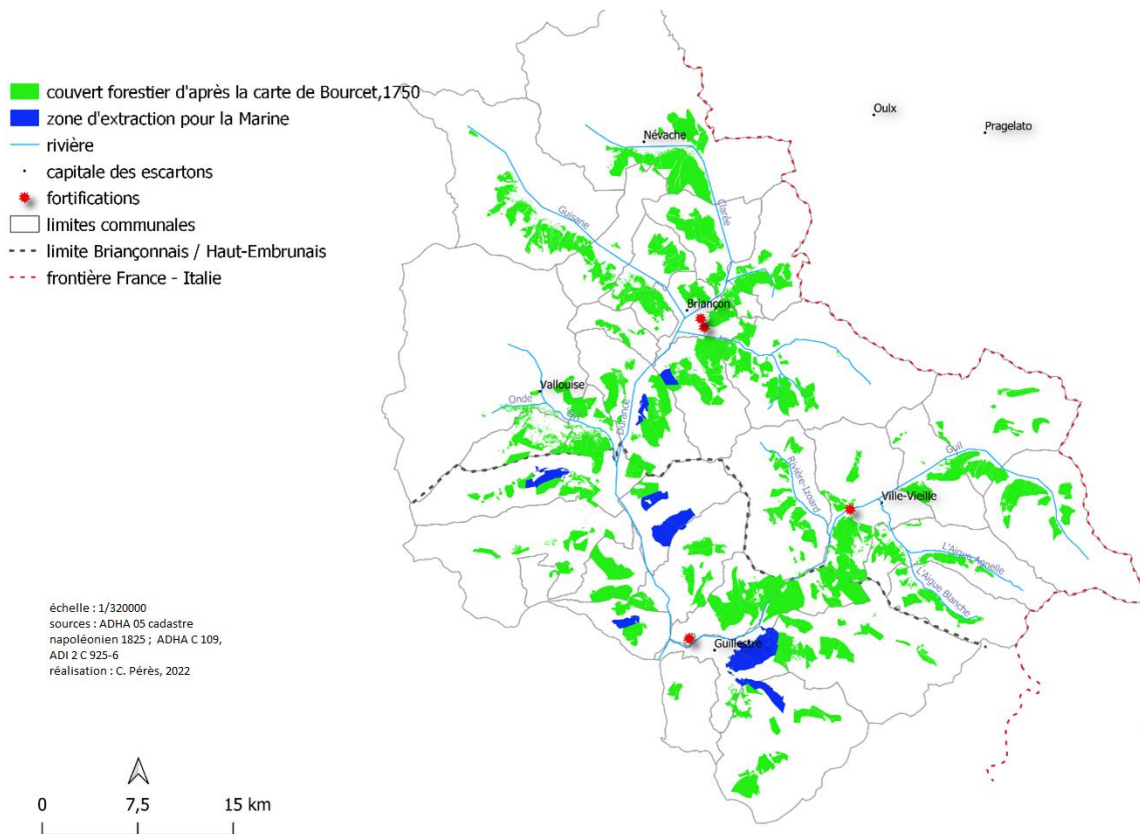 couvert forestier d'après la carte de Bourcet,1750
zone d'extraction pour la Marine
rivière
capitale des escartons
fortifications
limites communales
limite Briançonnais / Haut-Embrunais
frontière France - Italie
Oulx
Pragelato
Névache
Clarée
Guisane
Briançon
Vallouise
Onde
Durance
Guil
Rivière-Izoard
Ville-Vieille
L'Aigue Agnelle
L'Aigue Blanche
Guillestre
échelle : 1/320000
sources : ADHA 05 cadastre
napoléonien 1825 ; ADHA C 109,
ADI 2 C 925-6
réalisation : C. Pérès, 2022
0 7,5 15 km